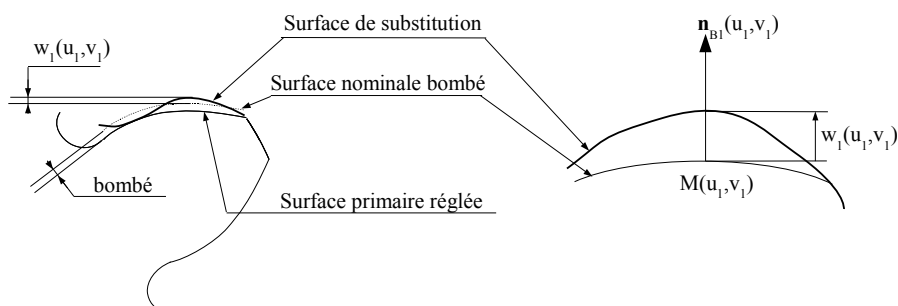 Surface de substitution
w₁(u₁,v₁)
Surface nominale bombé
bombé
Surface primaire réglée
n_B1(u₁,v₁)
w₁(u₁,v₁)
M(u₁,v₁)